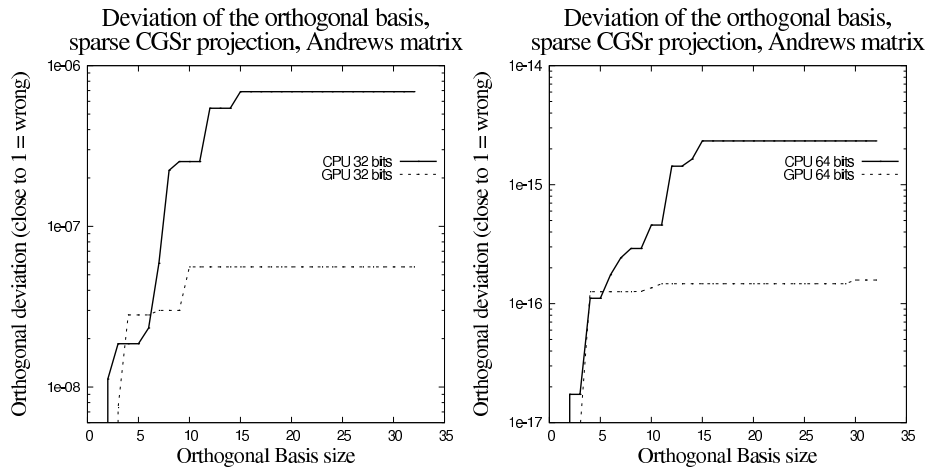 Deviation of the orthogonal basis,
sparse CGSr projection, Andrews matrix
Orthogonal deviation (close to 1 = wrong)
1e-06
1e-07
1e-08
CPU 32 bits
GPU 32 bits
0 5 10 15 20 25 30 35
Orthogonal Basis size
Deviation of the orthogonal basis,
sparse CGSr projection, Andrews matrix
Orthogonal deviation (close to 1 = wrong)
1e-14
1e-15
1e-16
1e-17
CPU 64 bits
GPU 64 bits
0 5 10 15 20 25 30 35
Orthogonal Basis size